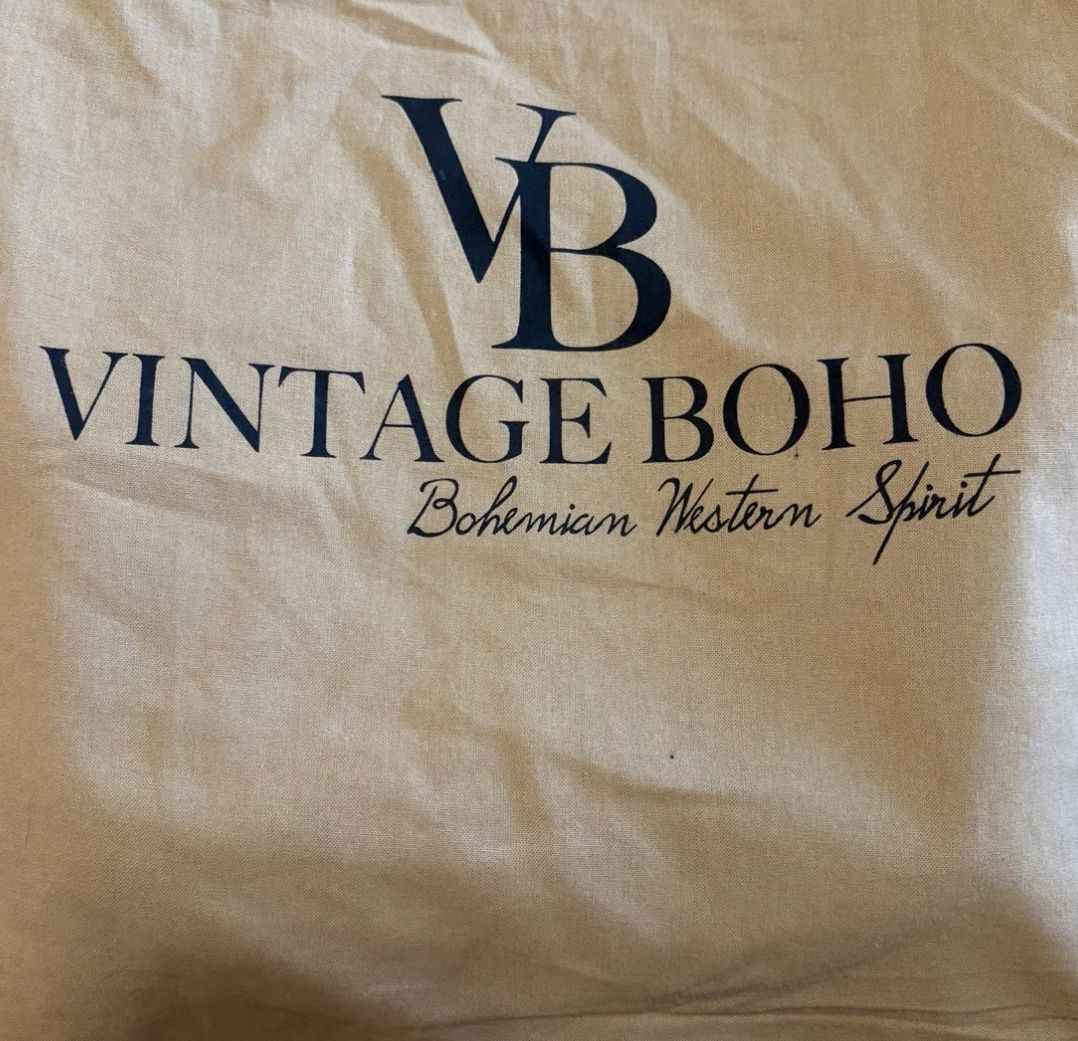 VB
VINTAGE BOHO
Bohemian Western Spirit